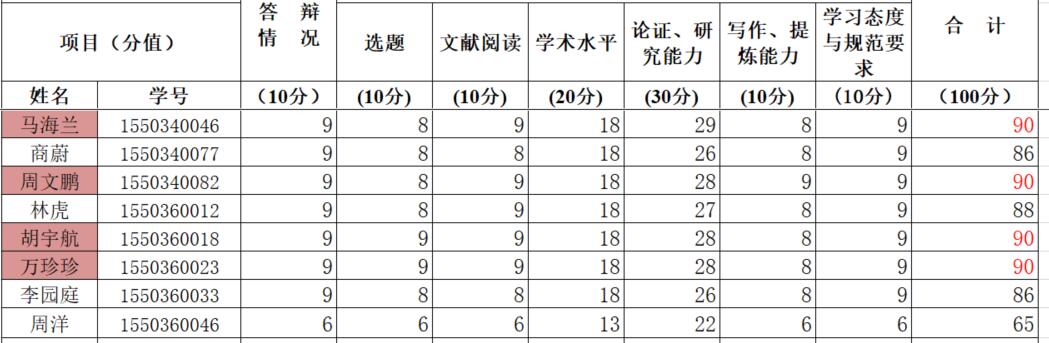 项目（分值） 答辩情况 选题 文献阅读 学术水平 论证、研究能力 写作、提炼能力 学习态度与规范要求 合计
姓名 学号 （10分） (10分) (10分) (20分) (30分) (10分) (10分) （100分）
马海兰 1550340046 9 8 9 18 29 8 9 90
商蔚 1550340077 9 8 8 18 26 8 9 86
周文鹏 1550340082 9 8 9 18 28 9 9 90
林虎 1550360012 9 8 9 18 27 8 9 88
胡宇航 1550360018 9 9 9 18 28 8 9 90
万珍珍 1550360023 9 9 9 18 28 8 9 90
李园庭 1550360033 9 8 8 18 26 8 9 86
周洋 1550360046 6 6 6 13 22 6 6 65